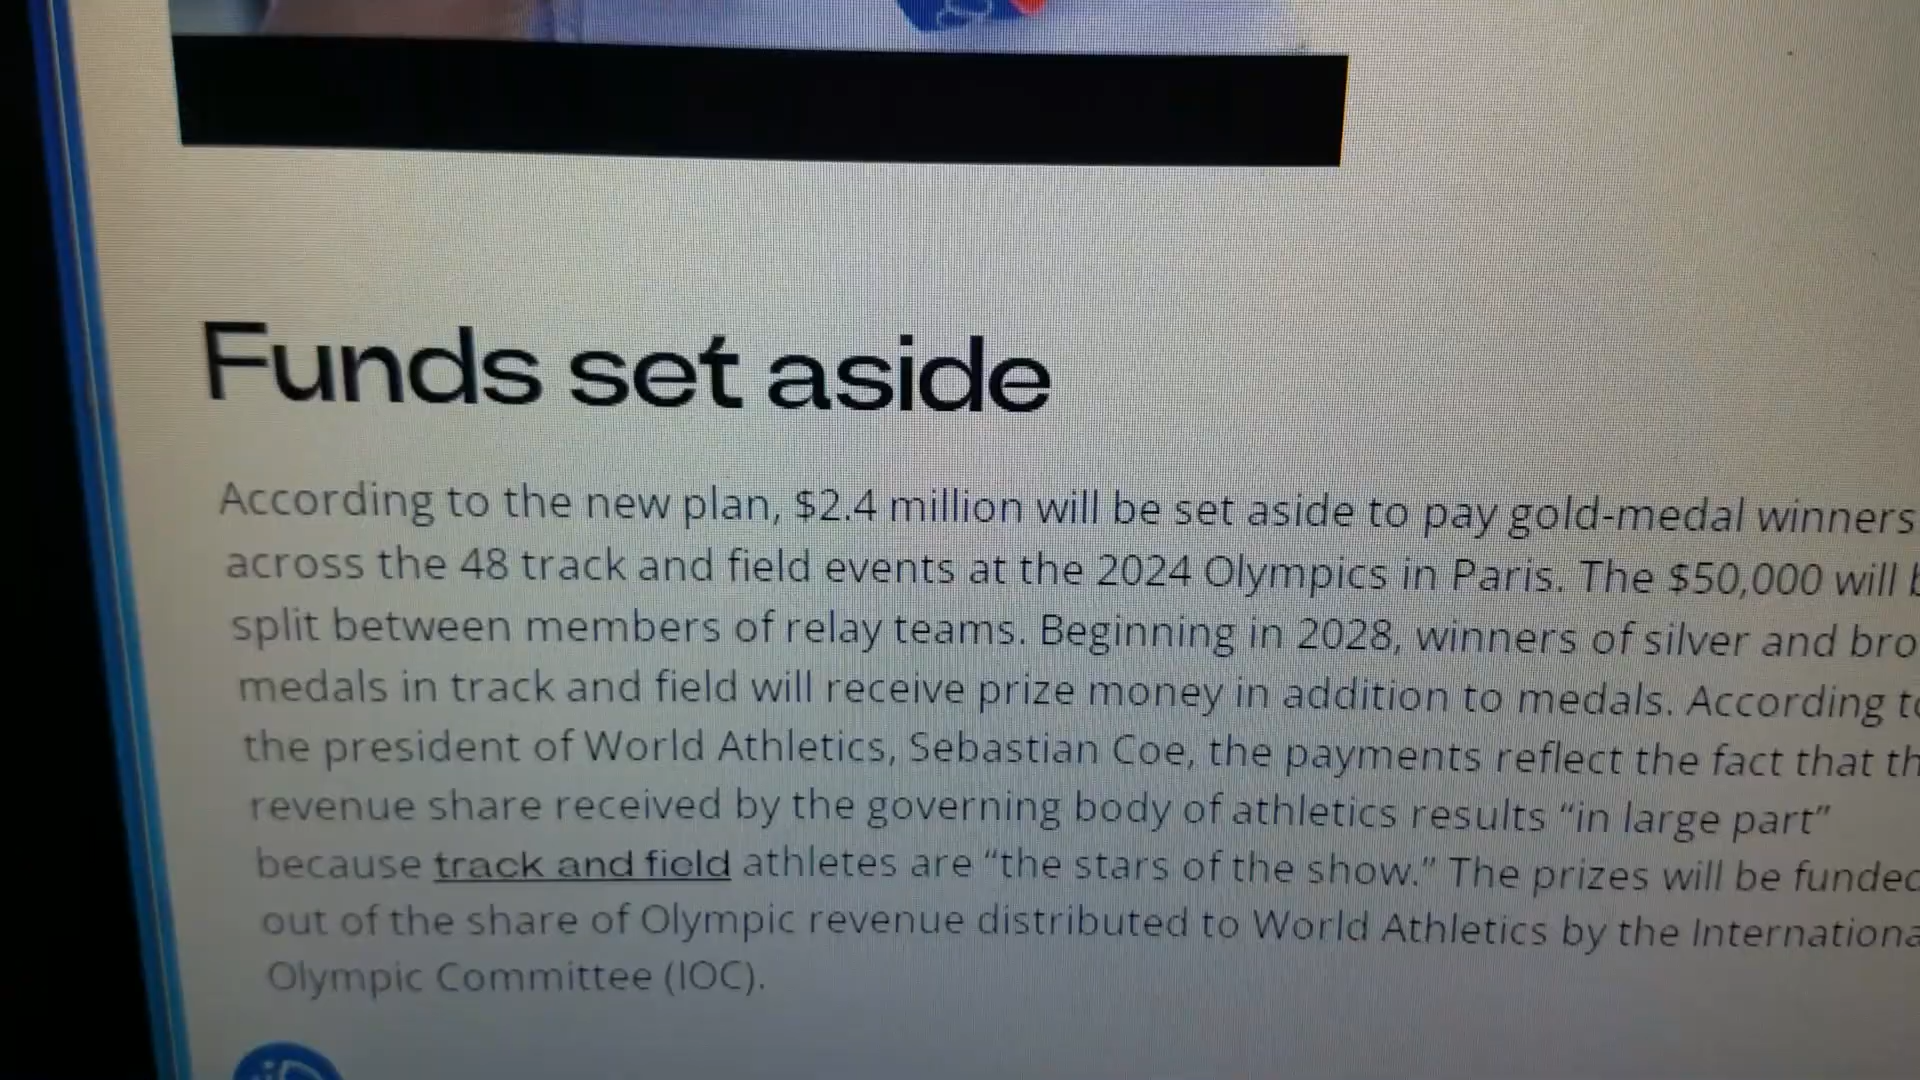 Funds set aside
According to the new plan, $2.4 million will be set aside to pay gold-medal winners
across the 48 track and field events at the 2024 Olympics in Paris. The $50,000 will
split between members of relay teams. Beginning in 2028, winners of silver and bro
medals in track and field will receive prize money in addition to medals. According to
the president of World Athletics, Sebastian Coe, the payments reflect the fact that th
revenue share received by the governing body of athletics results “in large part”
because track and field athletes are “the stars of the show.” The prizes will be funded
out of the share of Olympic revenue distributed to World Athletics by the Internationa
Olympic Committee (IOC).